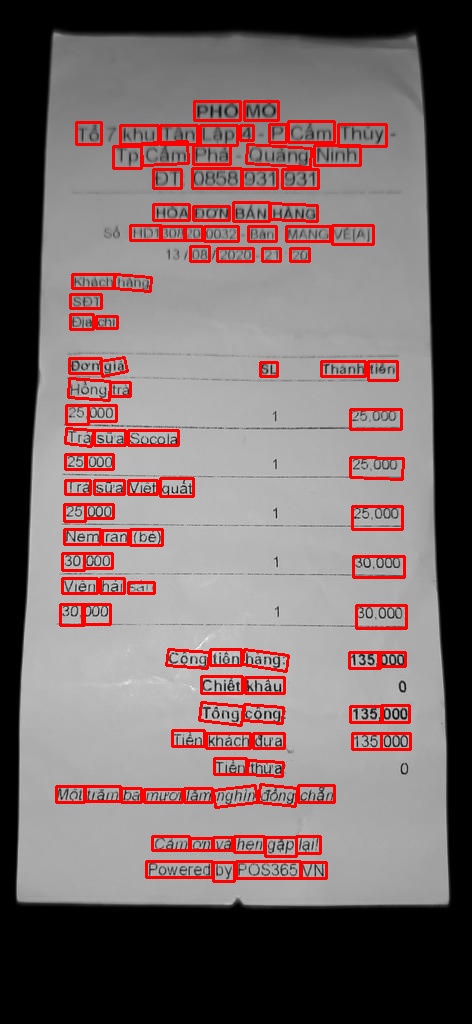 PHỐ MỎ
Tổ 7 khu Tân Lập 4 - P Cẩm Thủy -
Tp Cẩm Phả - Quảng Ninh
ĐT 0858 931 931
HÓA ĐƠN BÁN HÀNG
Số HD1308200032 - Bàn MANG VỀ[A]
13 / 08 / 2020 - 21 20
Khách hàng
SĐT
Địa chỉ
Đơn giá SL Thành tiền
Hồng trà
25,000 1 25,000
Trà sữa Socola
25,000 1 25,000
Trà sữa Việt quất
25,000 1 25,000
Nem rán (bé)
30,000 1 30,000
Viên hải sản
30,000 1 30,000
Cộng tiền hàng: 135,000
Chiết khấu 0
Tổng cộng: 135,000
Tiền khách đưa 135,000
Tiền thừa 0
Một trăm ba mươi lăm nghìn đồng chẵn
Cảm ơn và hẹn gặp lại!
Powered by POS365.VN